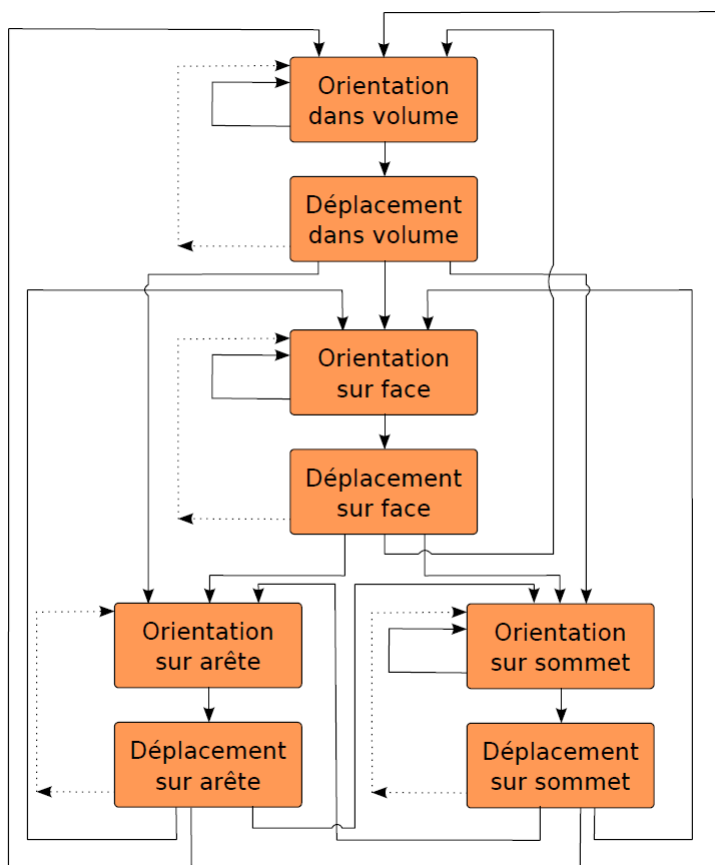 Orientation
dans volume
Déplacement
dans volume
Orientation
sur face
Déplacement
sur face
Orientation
sur arête
Orientation
sur sommet
Déplacement
sur arête
Déplacement
sur sommet